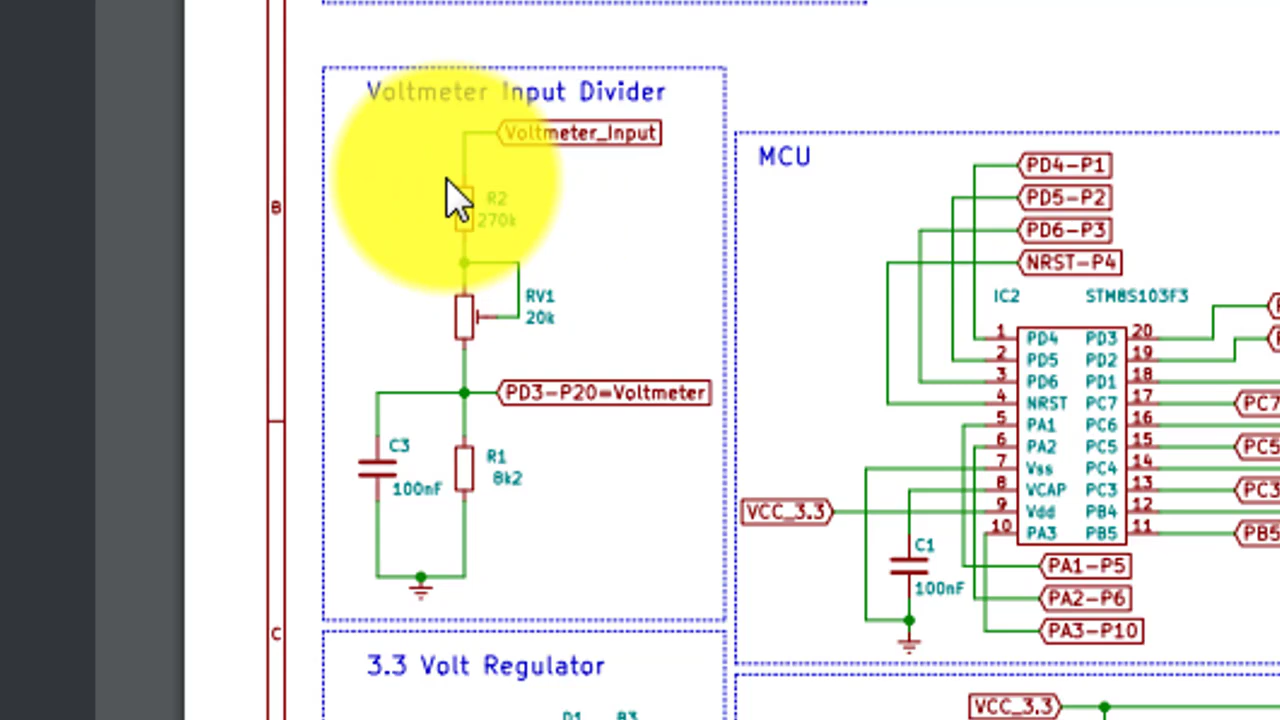 Voltmeter Input Divider
Voltmeter_Input
R2
270k
RV1
20k
PD3-P20=Voltmeter
C3
100nF
R1
8k2
3.3 Volt Regulator
B
C
MCU
PD4-P1
PD5-P2
PD6-P3
NRST-P4
IC2 STM8S103F3
1 PD4 PD3 20
2 PD5 PD2 19
3 PD6 PD1 18
4 NRST PC7 17 PC7
5 PA1 PC6 16
6 PA2 PC5 15 PC5
7 Vss PC4 14
8 VCAP PC3 13 PC3
VCC_3.3 9 Vdd PB4 12
10 PA3 PB5 11 PB5
C1
100nF
PA1-P5
PA2-P6
PA3-P10
VCC_3.3